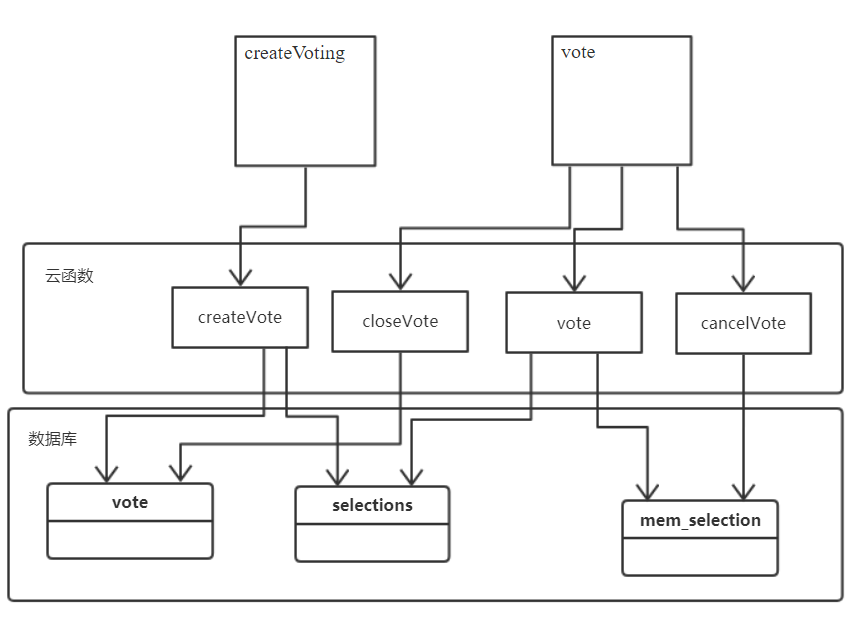 createVoting
vote
云函数
createVote
closeVote
vote
cancelVote
数据库
vote
selections
mem_selection